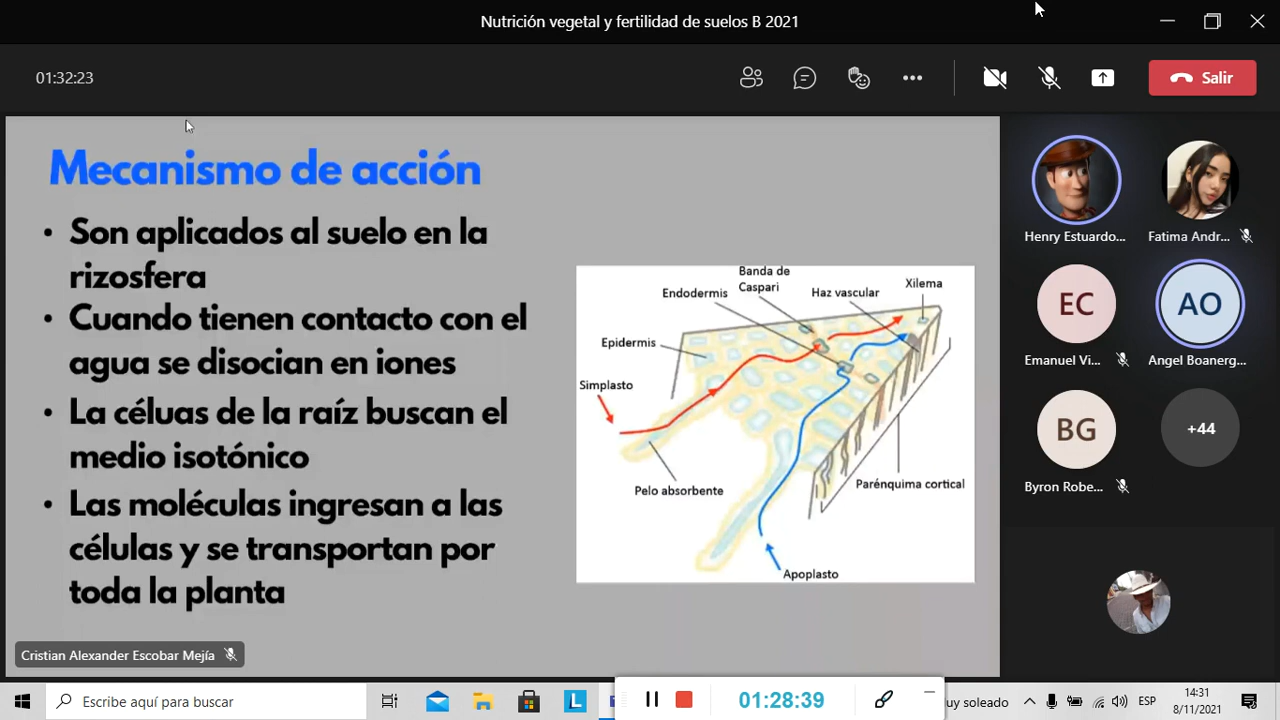 Nutrición vegetal y fertilidad de suelos B 2021
01:32:23
Salir
Mecanismo de acción
• Son aplicados al suelo en la
rizosfera
• Cuando tienen contacto con el
agua se disocian en iones
• La céluas de la raíz buscan el
medio isotónico
• Las moléculas ingresan a las
células y se transportan por
toda la planta
Banda de
Caspari
Xilema
Endodermis
Haz vascular
Epidermis
Simplasto
Pelo absorbente
Parénquima cortical
Apoplasto
Henry Estuardo...
Fatima Andr...
EC
AO
Emanuel Vi...
Angel Boanerg...
BG
+44
Byron Robe...
Cristian Alexander Escobar Mejía
Escribe aquí para buscar
L
01:28:39
uy soleado
ESP
14:31
8/11/2021